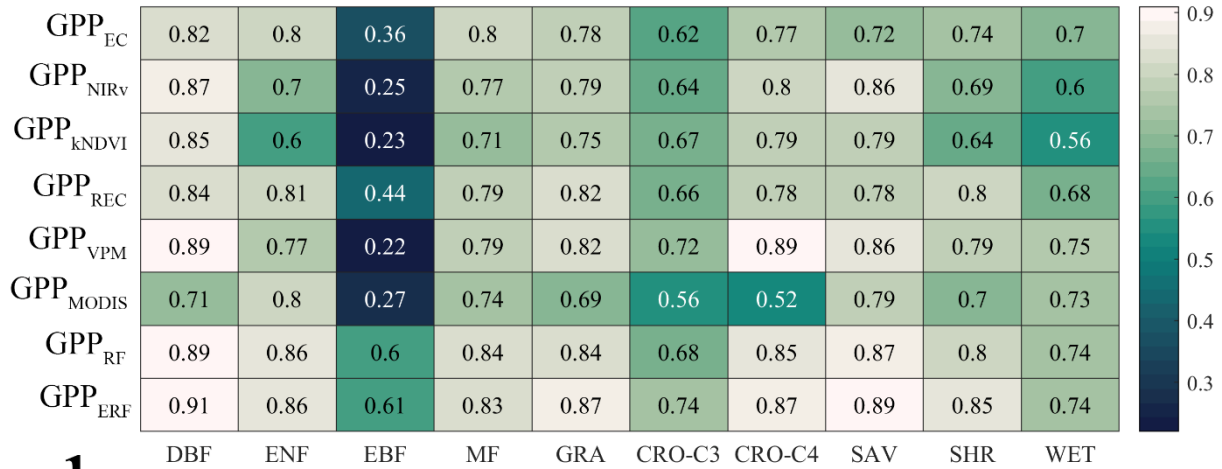 GPP_EC 0.82 0.8 0.36 0.8 0.78 0.62 0.77 0.72 0.74 0.7 0.9
GPP_NIRv 0.87 0.7 0.25 0.77 0.79 0.64 0.8 0.86 0.69 0.6 0.8
GPP_kNDVI 0.85 0.6 0.23 0.71 0.75 0.67 0.79 0.79 0.64 0.56 0.7
GPP_REC 0.84 0.81 0.44 0.79 0.82 0.66 0.78 0.78 0.8 0.68 0.6
GPP_VPM 0.89 0.77 0.22 0.79 0.82 0.72 0.89 0.86 0.79 0.75 0.5
GPP_MODIS 0.71 0.8 0.27 0.74 0.69 0.56 0.52 0.79 0.7 0.73 0.4
GPP_RF 0.89 0.86 0.6 0.84 0.84 0.68 0.85 0.87 0.8 0.74 0.3
GPP_ERF 0.91 0.86 0.61 0.83 0.87 0.74 0.87 0.89 0.85 0.74
DBF ENF EBF MF GRA CRO-C3 CRO-C4 SAV SHR WET